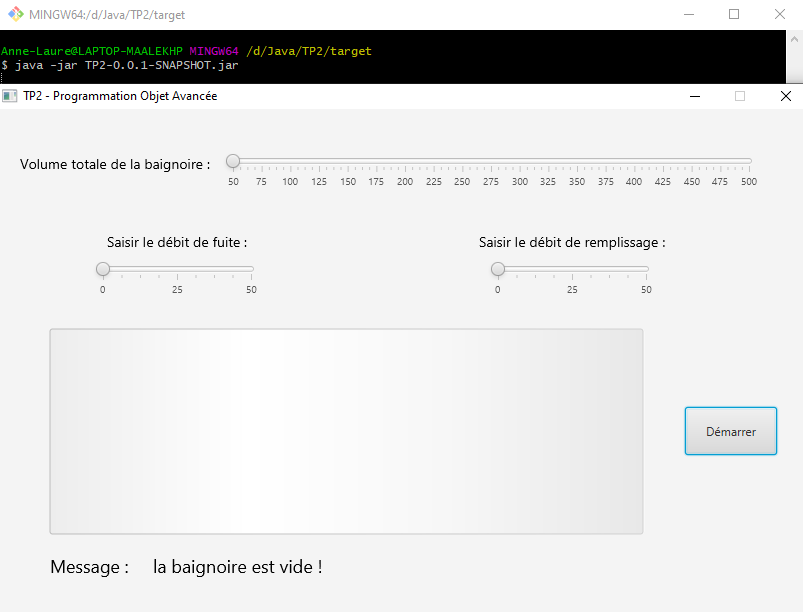 MINGW64:/d/Java/TP2/target
Anne-Laure@LAPTOP-MAALEKHP MINGW64 /d/Java/TP2/target
$ java -jar TP2-0.0.1-SNAPSHOT.jar
TP2 - Programmation Objet Avancée
Volume totale de la baignoire :
50 75 100 125 150 175 200 225 250 275 300 325 350 375 400 425 450 475 500
Saisir le débit de fuite : Saisir le débit de remplissage :
0 25 50 0 25 50
Démarrer
Message : la baignoire est vide !